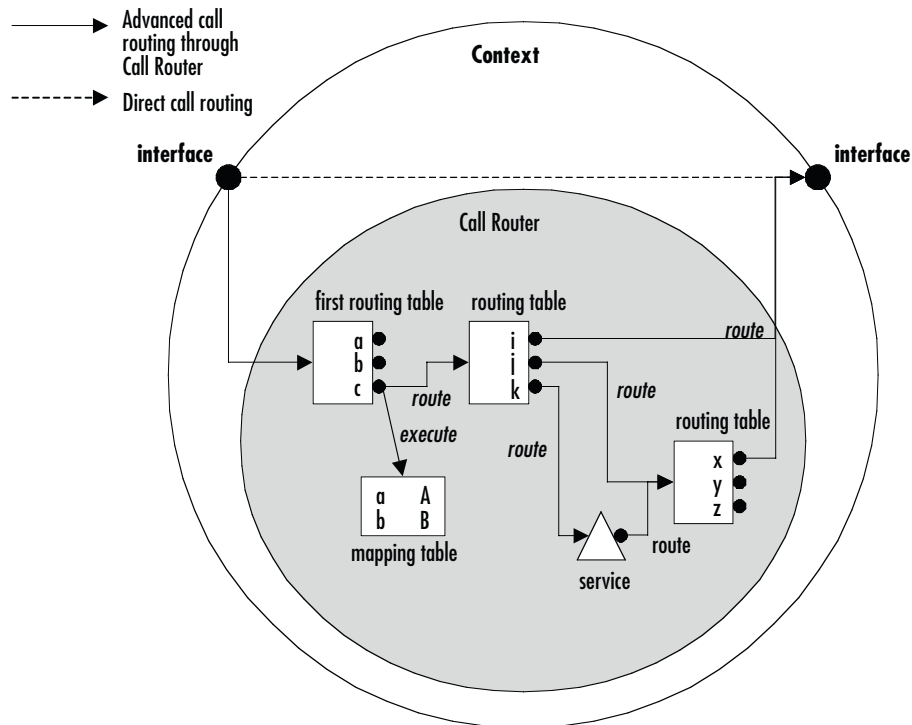 Advanced call
routing through
Call Router
Direct call routing
Context
interface
interface
Call Router
first routing table
routing table
a
b
c
i
j
k
route
route
route
route
execute
routing table
x
y
z
a A
b B
mapping table
route
service